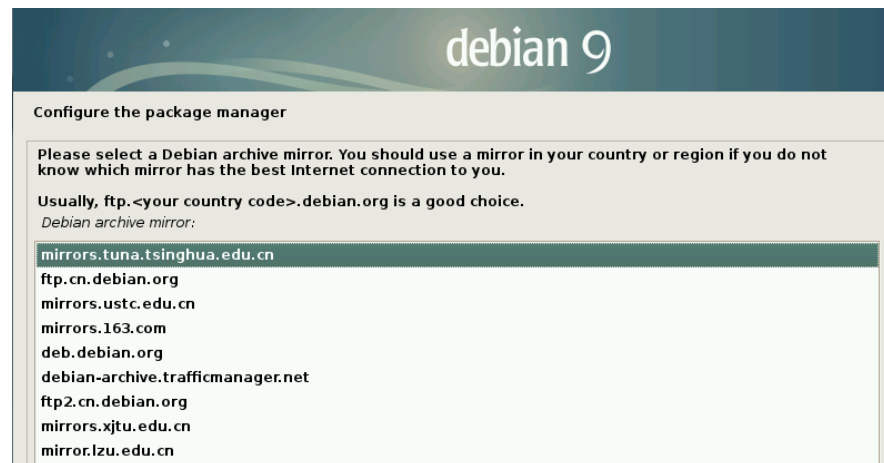 debian 9
Configure the package manager
Please select a Debian archive mirror. You should use a mirror in your country or region if you do not
know which mirror has the best Internet connection to you.
Usually, ftp.<your country code>.debian.org is a good choice.
Debian archive mirror:
mirrors.tuna.tsinghua.edu.cn
ftp.cn.debian.org
mirrors.ustc.edu.cn
mirrors.163.com
deb.debian.org
debian-archive.trafficmanager.net
ftp2.cn.debian.org
mirrors.xjtu.edu.cn
mirror.lzu.edu.cn